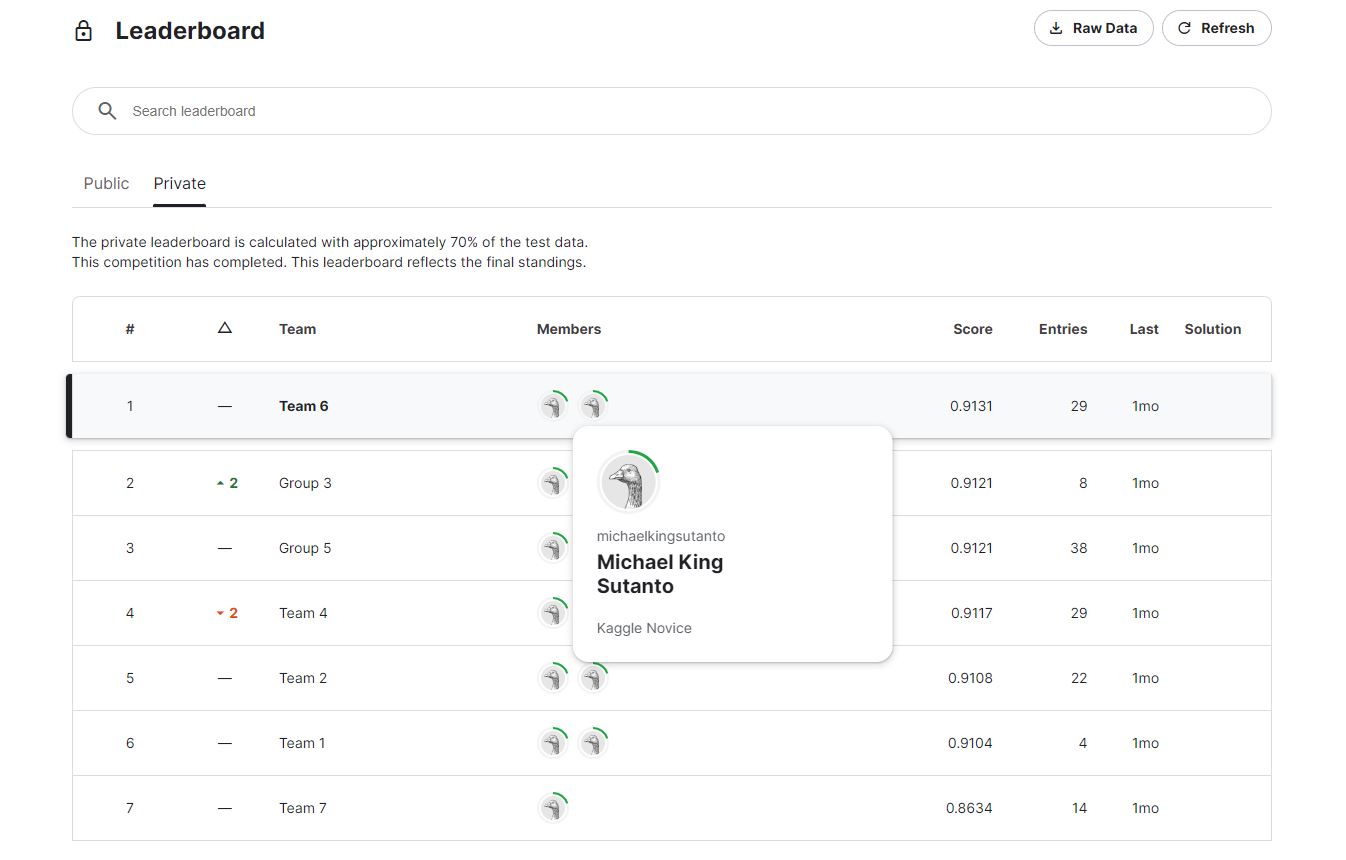 Leaderboard
Raw Data
Refresh
Search leaderboard
Public Private
The private leaderboard is calculated with approximately 70% of the test data.
This competition has completed. This leaderboard reflects the final standings.
# △ Team Members Score Entries Last Solution
1 — Team 6 0.9131 29 1mo
2 2 Group 3 0.9121 8 1mo
3 — Group 5 0.9121 38 1mo
4 2 Team 4 0.9117 29 1mo
michaelkingsutanto
Michael King
Sutanto
Kaggle Novice
5 — Team 2 0.9108 22 1mo
6 — Team 1 0.9104 4 1mo
7 — Team 7 0.8634 14 1mo